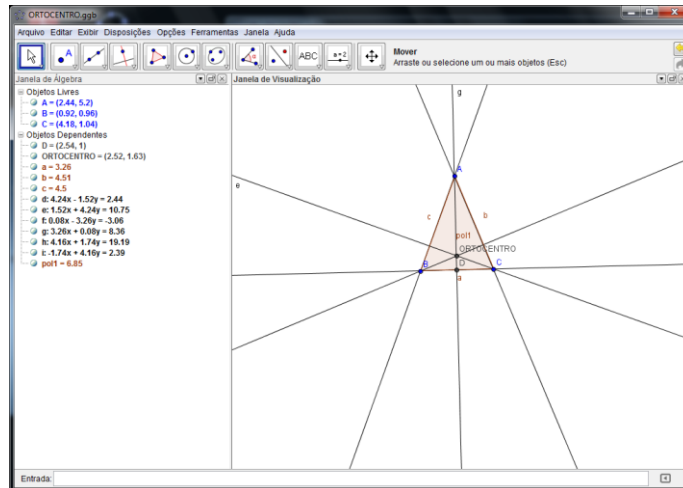 ORTOCENTRO.ggb
Arquivo Editar Exibir Disposições Opções Ferramentas Janela Ajuda
A
ABC
a=2
Mover
Arraste ou selecione um ou mais objetos (Esc)
Janela de Álgebra
Janela de Visualização
Objetos Livres
A = (2.44, 5.2)
B = (0.92, 0.96)
C = (4.18, 1.04)
Objetos Dependentes
D = (2.54, 1)
ORTOCENTRO = (2.52, 1.63)
a = 3.26
b = 4.51
c = 4.5
d: 4.24x - 1.52y = 2.44
e: 1.52x + 4.24y = 10.75
f: 0.08x - 3.26y = -3.06
g: 3.26x + 0.08y = 8.36
h: 4.16x + 1.74y = 19.19
i: -1.74x + 4.16y = 2.39
pol1 = 6.85
g
A
e
c
b
pol1
ORTOCENTRO
B
D
C
a
Entrada: